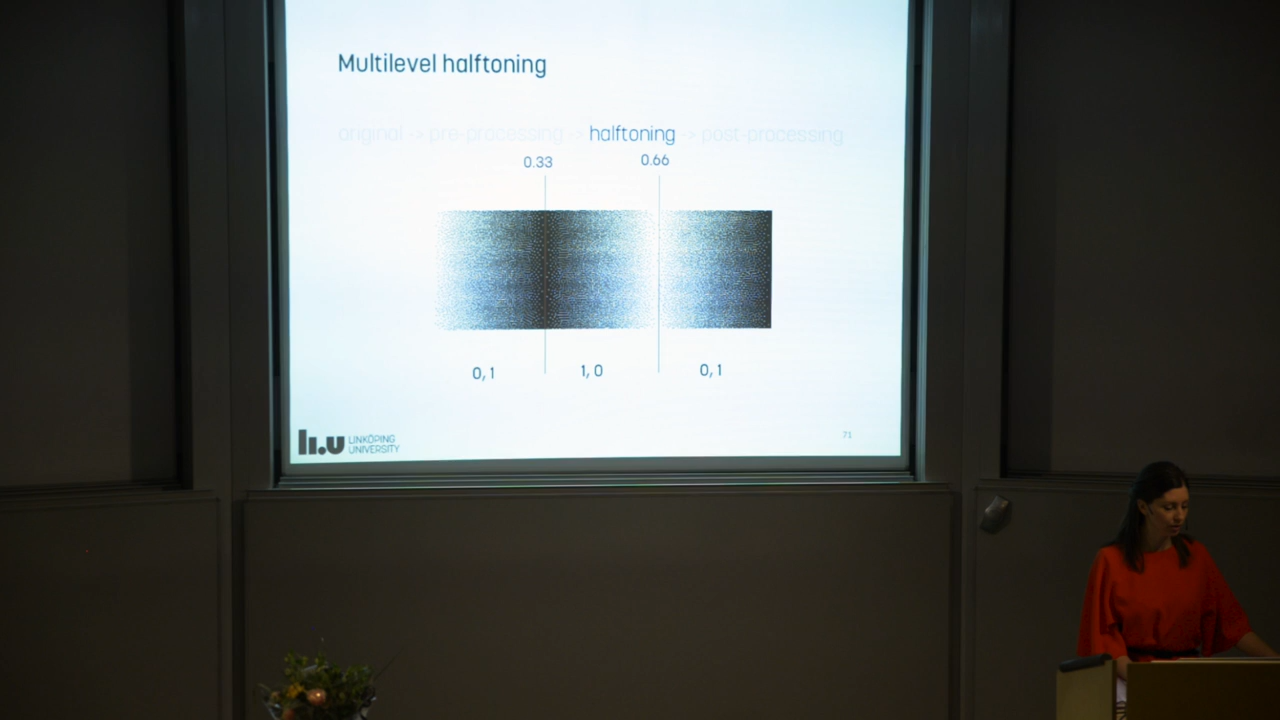 Multilevel halftoning
original -> pre-processing -> halftoning -> post-processing
0.33 0.66
0, 1 1, 0 0, 1
li.u LINKÖPING
UNIVERSITY
71